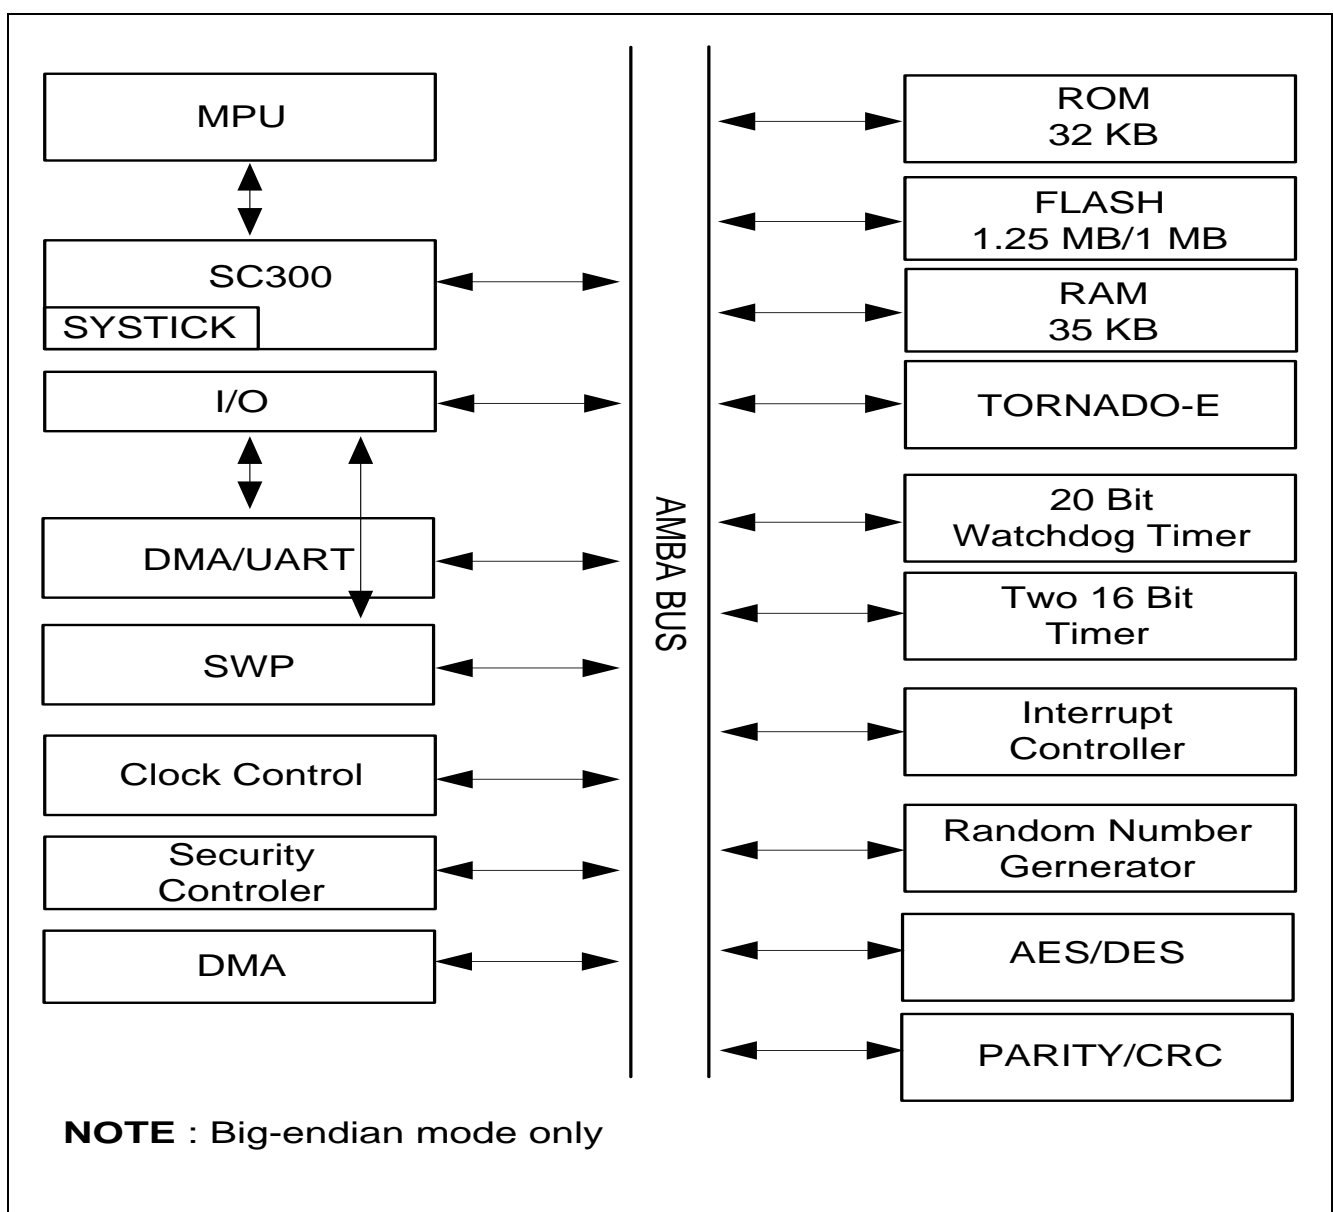 MPU
SC300
SYSTICK
I/O
DMA/UART
SWP
Clock Control
Security
Controler
DMA
AMBA BUS
ROM
32 KB
FLASH
1.25 MB/1 MB
RAM
35 KB
TORNADO-E
20 Bit
Watchdog Timer
Two 16 Bit
Timer
Interrupt
Controller
Random Number
Gernerator
AES/DES
PARITY/CRC
NOTE : Big-endian mode only